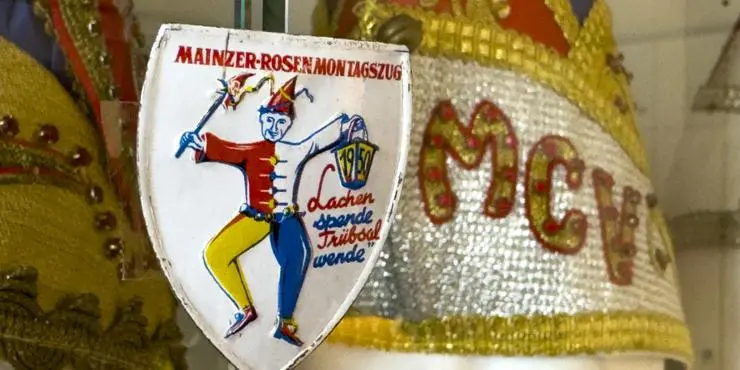 MAINZER-ROSENMONTAGSZUG
1950
Lachen
spende
Trübsal
wende"
MCV